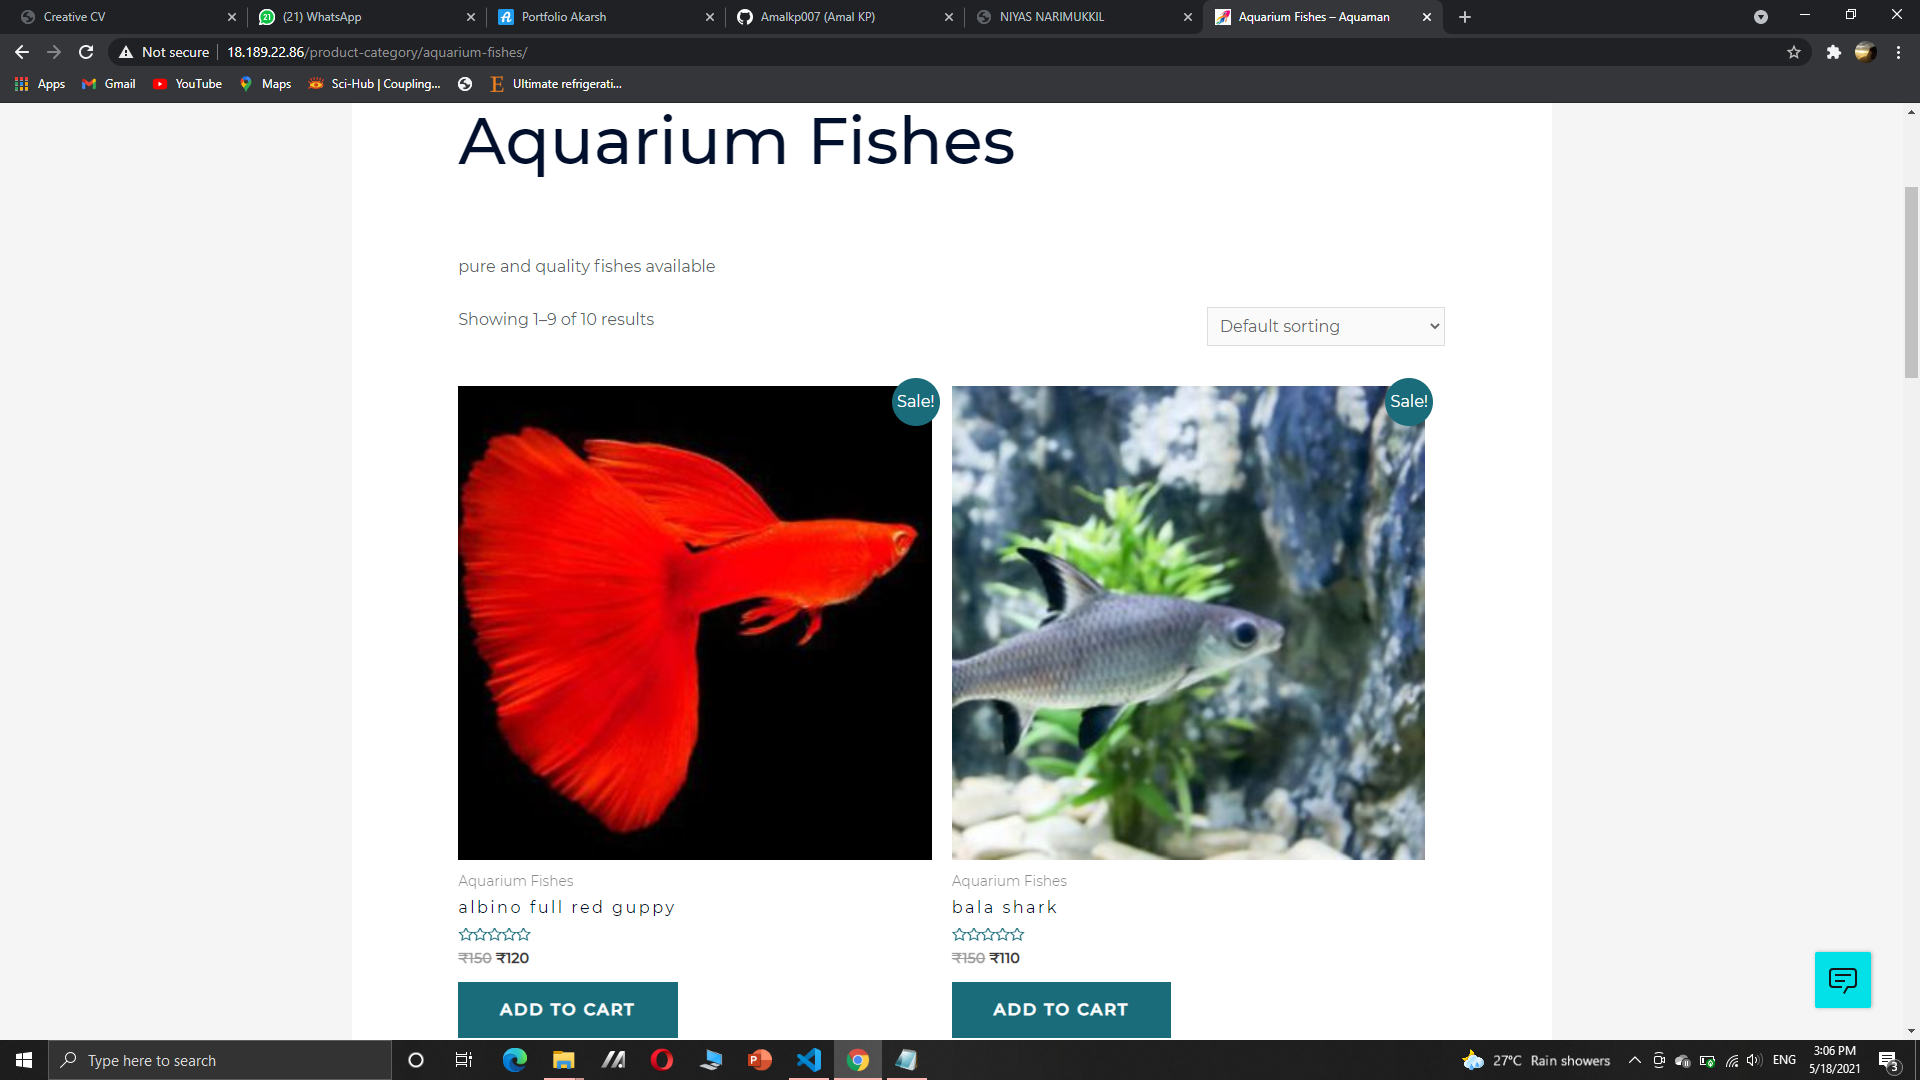 Creative CV
(21) WhatsApp
Portfolio Akarsh
Amalkp007 (Amal KP)
NIYAS NARIMUKKIL
Aquarium Fishes – Aquaman
Not secure
18.189.22.86/product-category/aquarium-fishes/
Apps
Gmail
YouTube
Maps
Sci-Hub | Coupling...
Ultimate refrigerati...
Aquarium Fishes
pure and quality fishes available
Showing 1–9 of 10 results
Default sorting
Sale!
Sale!
Aquarium Fishes
albino full red guppy
₹150 ₹120
ADD TO CART
Aquarium Fishes
bala shark
₹150 ₹110
ADD TO CART
Type here to search
27°C Rain showers
ENG
3:06 PM
5/18/2021
3